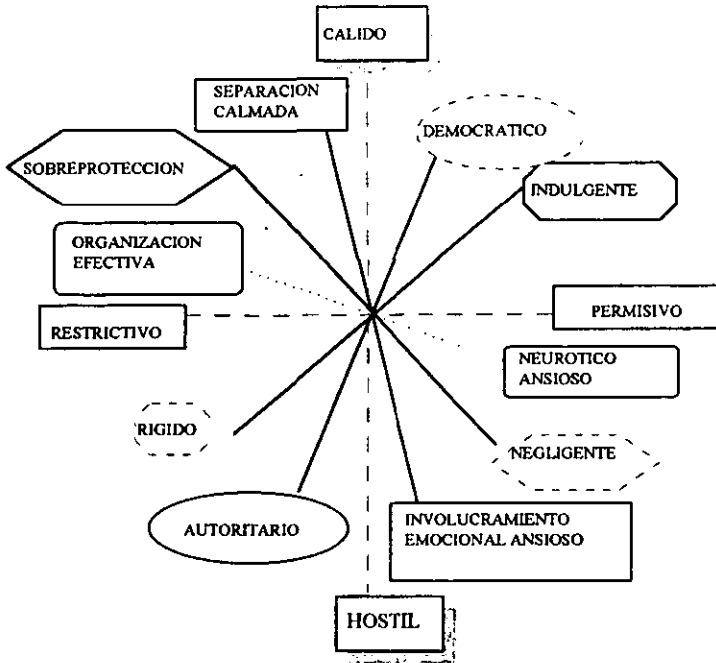 CALIDO
SEPARACION
CALMADA
DEMOCRATICO
SOBREPROTECCION
INDULGENTE
ORGANIZACION
EFECTIVA
RESTRICTIVO
PERMISIVO
NEUROTICO
ANSIOSO
RIGIDO
NEGLIGENTE
AUTORITARIO
INVOLUCRAMIENTO
EMOCIONAL ANSIOSO
HOSTIL